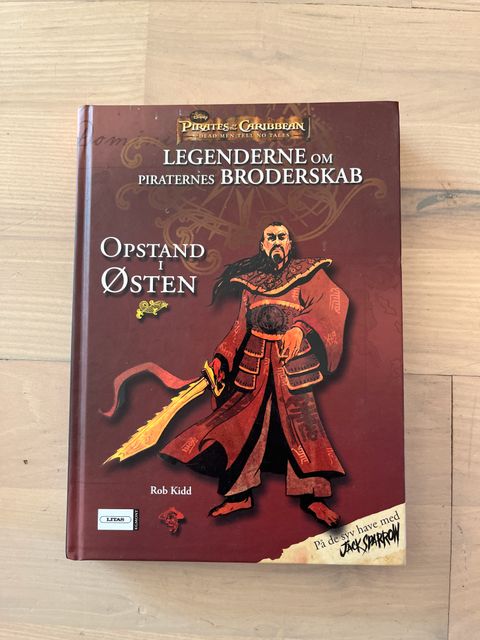 Disney
PIRATES of the CARIBBEAN
DEAD MEN TELL NO TALES
LEGENDERNE OM
PIRATERNES BRODERSKAB
OPSTAND
I
ØSTEN
Rob Kidd
LITAS
EGMONT
På de syv have med
JACK SPARROW